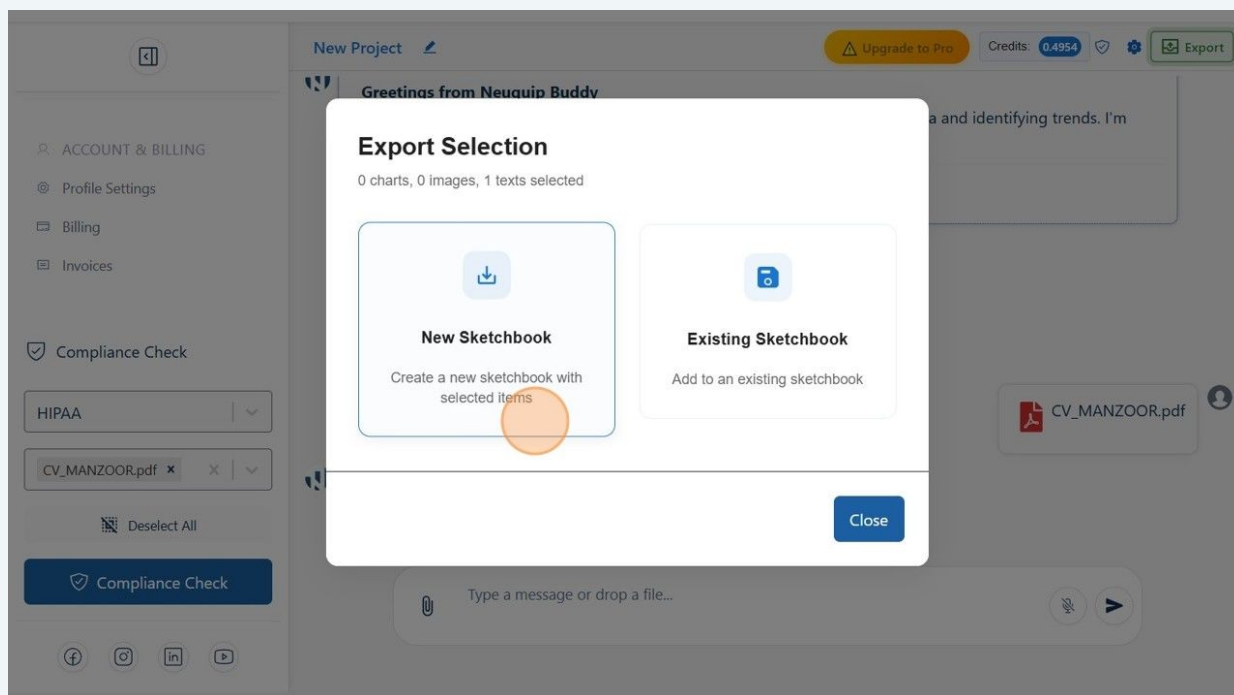 New Project
Upgrade to Pro
Credits: 0.4954
Export
Greetings from Neuquip Buddy
a and identifying trends. I'm
ACCOUNT & BILLING
Profile Settings
Billing
Invoices
Compliance Check
HIPAA
CV_MANZOOR.pdf ×
Deselect All
Compliance Check
Export Selection
0 charts, 0 images, 1 texts selected
New Sketchbook
Create a new sketchbook with
selected items
Existing Sketchbook
Add to an existing sketchbook
Close
CV_MANZOOR.pdf
Type a message or drop a file...